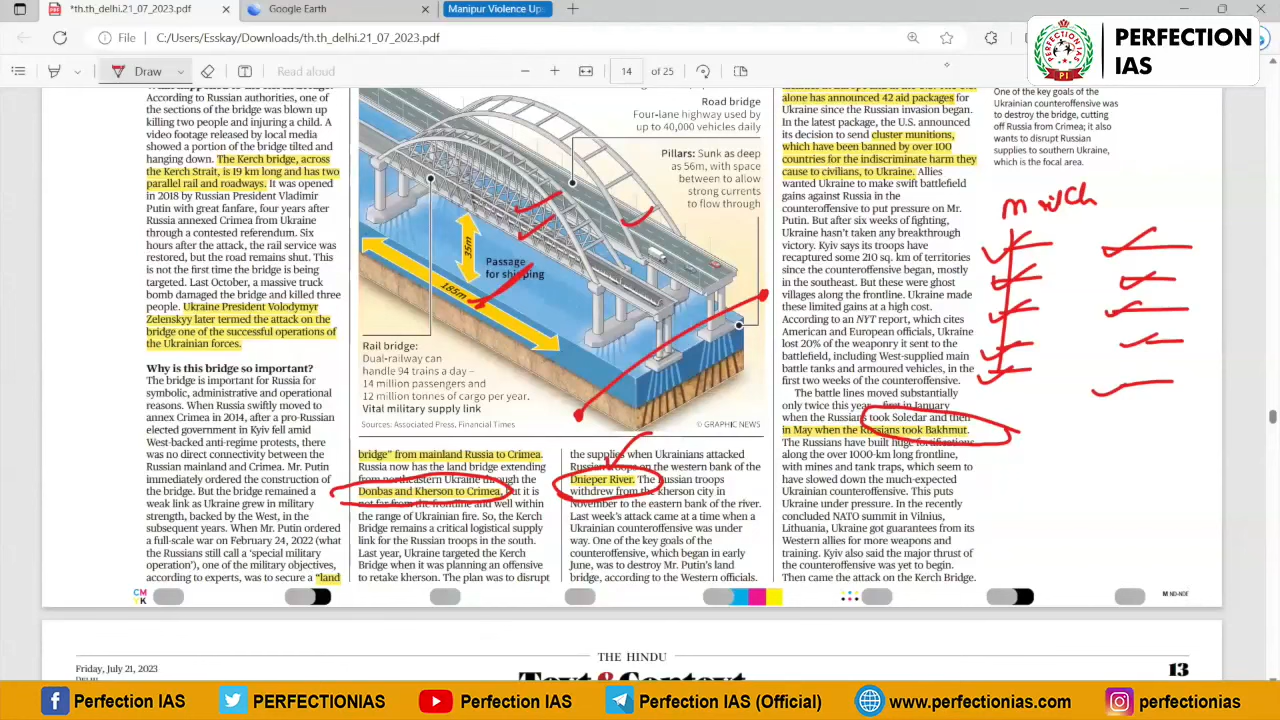 *th.th_delhi.21_07_2023.pdf
Google Earth
Manipur Violence Up
File
C:/Users/Esskay/Downloads/th.th_delhi.21_07_2023.pdf
Draw
Read aloud
14 of 25
PERFECTION
IAS
According to Russian authorities, one of
the sections of the bridge was blown up
killing two people and injuring a child. A
video footage released by local media
showed a portion of the bridge tilted and
hanging down. The Kerch bridge, across
the Kerch Strait, is 19 km long and has two
parallel rail and roadways. It was opened
in 2018 by Russian President Vladimir
Putin with great fanfare, four years after
Russia annexed Crimea from Ukraine
through a contested referendum. Six
hours after the attack, the rail service was
restored, but the road remains shut. This
is not the first time the bridge is being
targeted. Last October, a massive truck
bomb damaged the bridge and killed three
people. Ukraine President Volodymyr
Zelenskyy later termed the attack on the
bridge one of the successful operations of
the Ukrainian forces.
Why is this bridge so important?
The bridge is important for Russia for
symbolic, administrative and operational
reasons. When Russia swiftly moved to
annex Crimea in 2014, after a pro-Russian
elected government in Kyiv fell amid
West-backed anti-regime protests, there
was no direct connectivity between the
Russian mainland and Crimea. Mr. Putin
immediately ordered the construction of
the bridge. But the bridge remained a
weak link as Ukraine grew in military
strength, backed by the West, in the
subsequent years. When Mr. Putin ordered
a full-scale war on February 24, 2022 (what
the Russians still call a ‘special military
operation’), one of the military objectives,
according to experts, was to secure a “land
Road bridge
Four-lane highway used by
up to 40,000 vehicles daily
Pillars: Sunk as deep
as 56m, with space
between to allow
strong currents
to flow through
35m
Passage
for shipping
185m
Rail bridge:
Dual-railway can
handle 94 trains a day –
14 million passengers and
12 million tonnes of cargo per year.
Vital military supply link
Sources: Associated Press, Financial Times
© GRAPHIC NEWS
bridge” from mainland Russia to Crimea.
Russia now has the land bridge extending
from northeastern Ukraine through the
Donbas and Kherson to Crimea, but it is
not far from the frontline and well within
the range of Ukrainian fire. So, the Kerch
Bridge remains a critical logistical supply
link for the Russian troops in the south.
Last year, Ukraine targeted the Kerch
Bridge when it was planning an offensive
to retake kherson. The plan was to disrupt
the supplies when Ukrainians attacked
Russian troops on the western bank of the
Dnieper River. The Russian troops
withdrew from the Kherson city in
November to the eastern bank of the river.
Last week’s attack came at a time when a
Ukrainian counteroffensive was under
way. One of the key goals of the
counteroffensive, which began in early
June, was to destroy Mr. Putin’s land
bridge, according to the Western officials.
alone has announced 42 aid packages for
Ukraine since the Russian invasion began.
In the latest package, the U.S. announced
its decision to send cluster munitions,
which have been banned by over 100
countries for the indiscriminate harm they
cause to civilians, to Ukraine. Allies
wanted Ukraine to make swift battlefield
gains against Russia in the
counteroffensive to put pressure on Mr.
Putin. But after six weeks of fighting,
Ukraine hasn’t taken any breakthrough
victory. Kyiv says its troops have
recaptured some 210 sq. km of territories
since the counteroffensive began, mostly
in the southeast. But these were ghost
villages along the frontline. Ukraine made
these limited gains at a high cost.
According to an NYT report, which cites
American and European officials, Ukraine
lost 20% of the weaponry it sent to the
battlefield, including West-supplied main
battle tanks and armoured vehicles, in the
first two weeks of the counteroffensive.
The battle lines moved substantially
only twice this year – first in January
when the Russians took Soledar and then
in May when the Russians took Bakhmut.
The Russians have built huge fortifications
along the over 1000-km long frontline,
with mines and tank traps, which seem to
have slowed down the much-expected
Ukrainian counteroffensive. This puts
Ukraine under pressure. In the recently
concluded NATO summit in Vilnius,
Lithuania, Ukraine got guarantees from its
Western allies for more weapons and
training. Kyiv also said the major thrust of
the counteroffensive was yet to begin.
Then came the attack on the Kerch Bridge.
One of the key goals of the
Ukrainian counteroffensive was
to destroy the bridge, cutting
off Russia from Crimea; it also
wants to disrupt Russian
supplies to southern Ukraine,
which is the focal area.
CM
YK
M ND-NDE
THE HINDU
Friday, July 21, 2023
13
Text & Context
Perfection IAS
PERFECTIONIAS
Perfection IAS
Perfection IAS (Official)
www.perfectionias.com
perfectionias